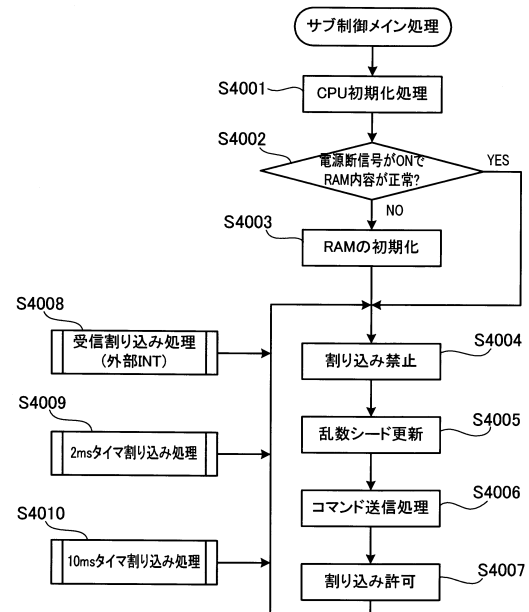 サブ制御メイン処理
S4001
CPU初期化処理
S4002
電源断信号がONで
RAM内容が正常?
YES
NO
S4003
RAMの初期化
S4008
受信割り込み処理
(外部INT)
S4004
割り込み禁止
S4009
2msタイマ割り込み処理
S4005
乱数シード更新
S4006
コマンド送信処理
S4010
10msタイマ割り込み処理
S4007
割り込み許可